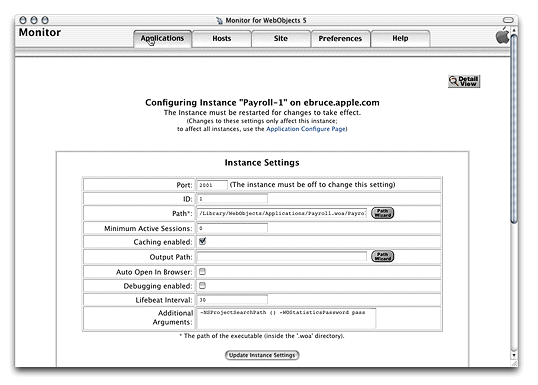 Monitor for WebObjects 5
Monitor
Applications
Hosts
Site
Preferences
Help
Detail View
Configuring Instance "Payroll-1" on ebruce.apple.com
The Instance must be restarted for changes to take effect.
(Changes to these settings only affect this instance;
to affect all instances, use the Application Configure Page)
Instance Settings
Port: 2001 (The instance must be off to change this setting)
ID: 1
Path*: /Library/WebObjects/Applications/Payroll.woa/Payro Path Wizard
Minimum Active Sessions: 0
Caching enabled:
Output Path: Path Wizard
Auto Open In Browser:
Debugging enabled:
Lifebeat Interval: 30
Additional Arguments: -NSProjectSearchPath () -WOStatisticsPassword pass
* The path of the executable (inside the '.woa' directory).
Update Instance Settings